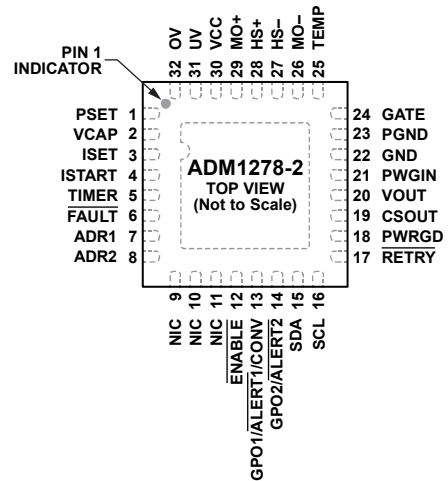 32 OV
31 UV
30 VCC
29 MO+
28 HS+
27 HS–
26 MO–
25 TEMP
PIN 1
INDICATOR
PSET 1
VCAP 2
ISET 3
ISTART 4
TIMER 5
FAULT 6
ADR1 7
ADR2 8
ADM1278-2
TOP VIEW
(Not to Scale)
24 GATE
23 PGND
22 GND
21 PWGIN
20 VOUT
19 CSOUT
18 PWRGD
17 RETRY
NIC 9
NIC 10
NIC 11
ENABLE 12
GPO1/ALERT1/CONV 13
GPO2/ALERT2 14
SDA 15
SCL 16